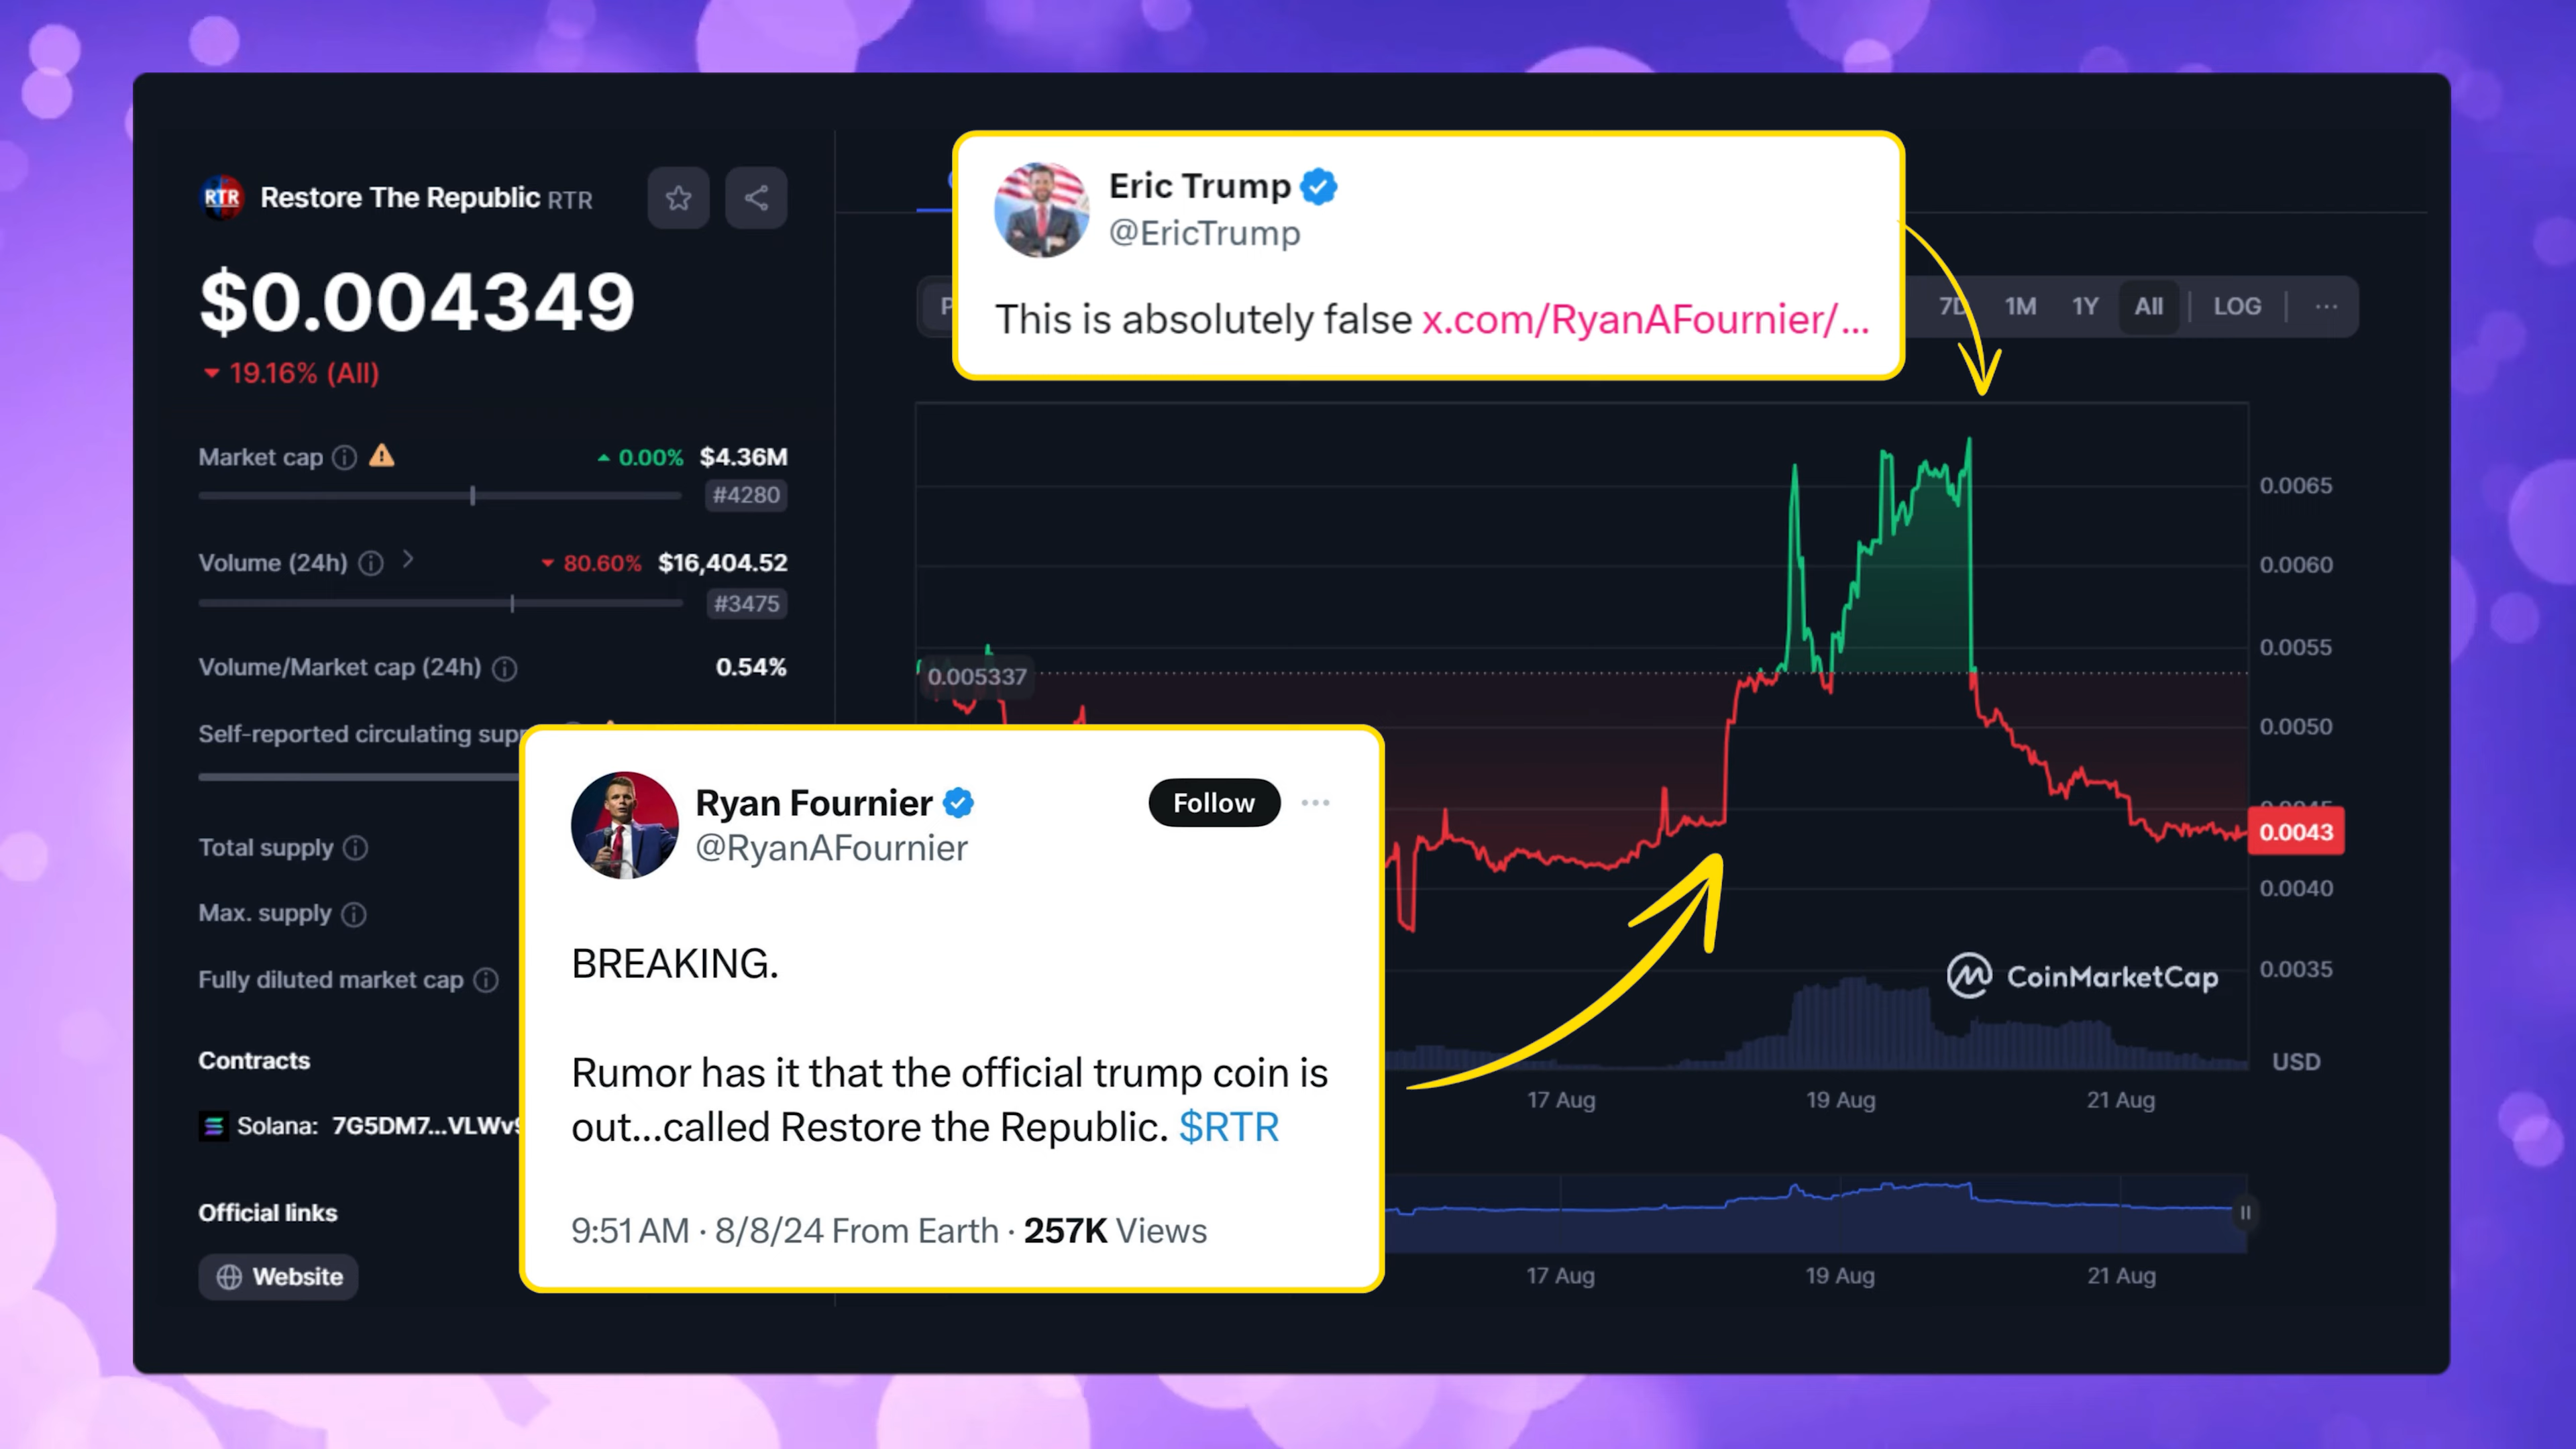 RTR Restore The Republic RTR
$0.004349
19.16% (All)
Market cap 0.00% $4.36M
#4280
Volume (24h) 80.60% $16,404.52
#3475
Volume/Market cap (24h) 0.54%
Self-reported circulating
Total supply
Max. supply
Fully diluted market cap
Contracts
Solana: 7G5DM7...VLWv
Official links
Website
Eric Trump
@EricTrump
This is absolutely false x.com/RyanAFournier/...
7D 1M 1Y All LOG
0.0065
0.0060
0.0055
0.005337
0.0050
0.0043
0.0040
0.0035
CoinMarketCap
USD
17 Aug 19 Aug 21 Aug
17 Aug 19 Aug 21 Aug
Ryan Fournier Follow
@RyanAFournier
BREAKING.
Rumor has it that the official trump coin is
out...called Restore the Republic. $RTR
9:51 AM · 8/8/24 From Earth · 257K Views